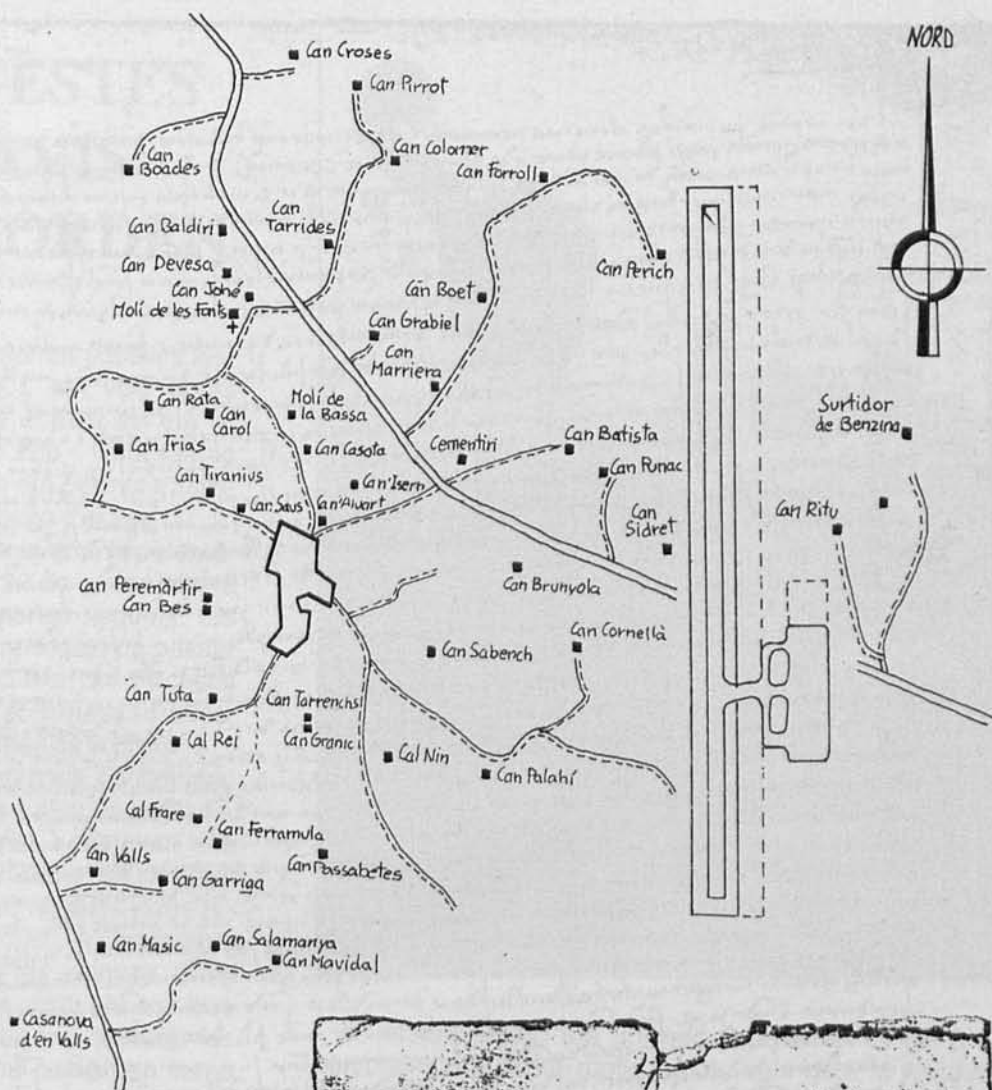 NORD
Can Croses
Can Pirrot
Can Colomer
Can
Boades
Can Forroll
Can
Tarrides
Can Baldiri
Can Perich
Can Devesa
Can Johé
Molí de les Fonts
Can Boet
Can Grabiel
Can
Marriera
Can Rata
Can
Carol
Molí de
la Bassa
Surtidor
de Benzina
Can Trias
Can Casota
Cementiri
Can Batista
Can Tiranius
Can'Isern
Can Punac
Can Saus
Can'Aluart
Can
Sidret
Can Ritu
Can Brunyola
Can Peremàrtir
Can Bes
Can Cornellà
Can Sabench
Can Tuta
Can Tarrenchs
Can Granic
Cal Rei
Cal Nin
Can Palahí
Cal Frare
Can Ferramula
Can Valls
Can Passabetes
Can Garriga
Can Masic
Can Salamanya
Can Mavidal
Casanova
d'en Valls